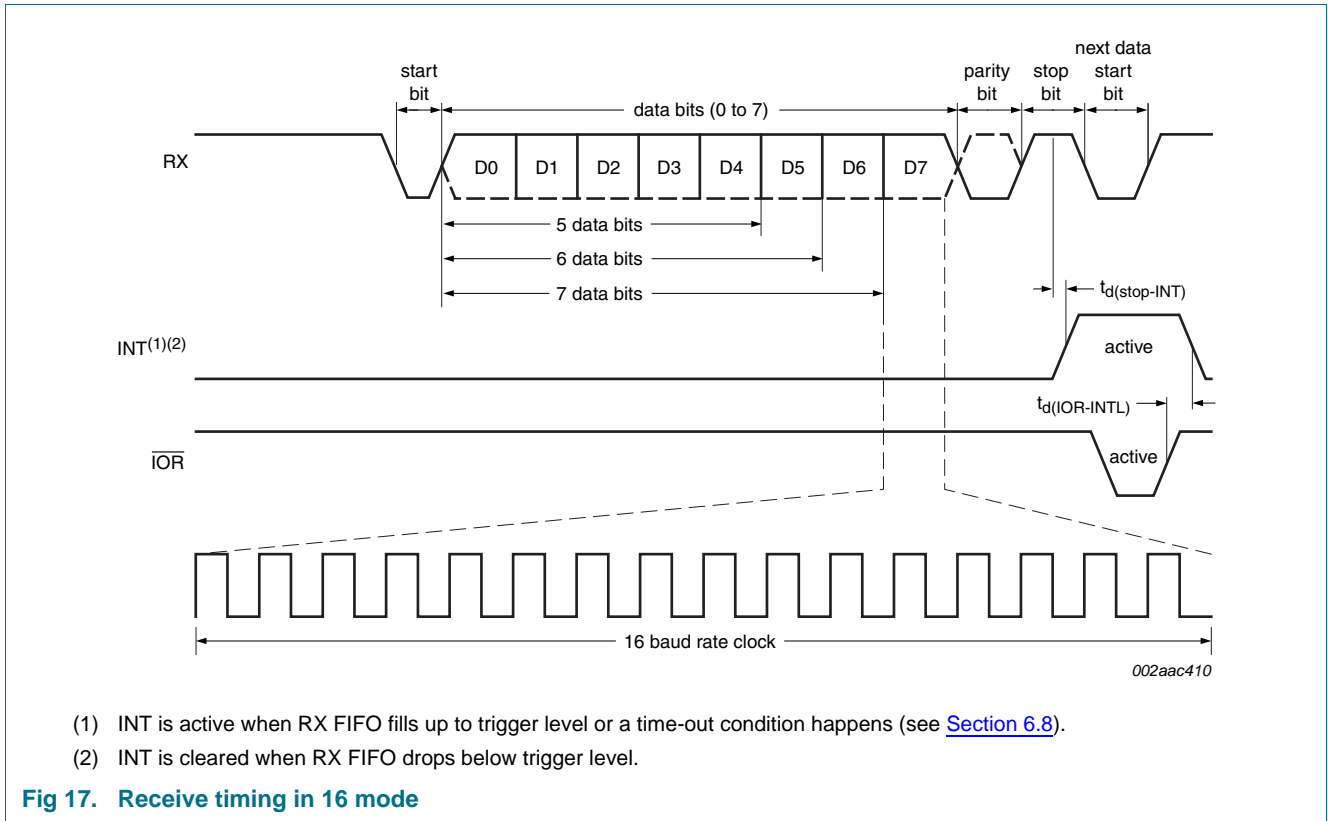 start bit
data bits (0 to 7)
parity bit
stop bit
next data start bit
RX
D0 D1 D2 D3 D4 D5 D6 D7
5 data bits
6 data bits
7 data bits
td(stop-INT)
INT(1)(2)
active
td(IOR-INTL)
IOR
active
16 baud rate clock
002aac410
(1) INT is active when RX FIFO fills up to trigger level or a time-out condition happens (see Section 6.8).
(2) INT is cleared when RX FIFO drops below trigger level.
Fig 17. Receive timing in 16 mode